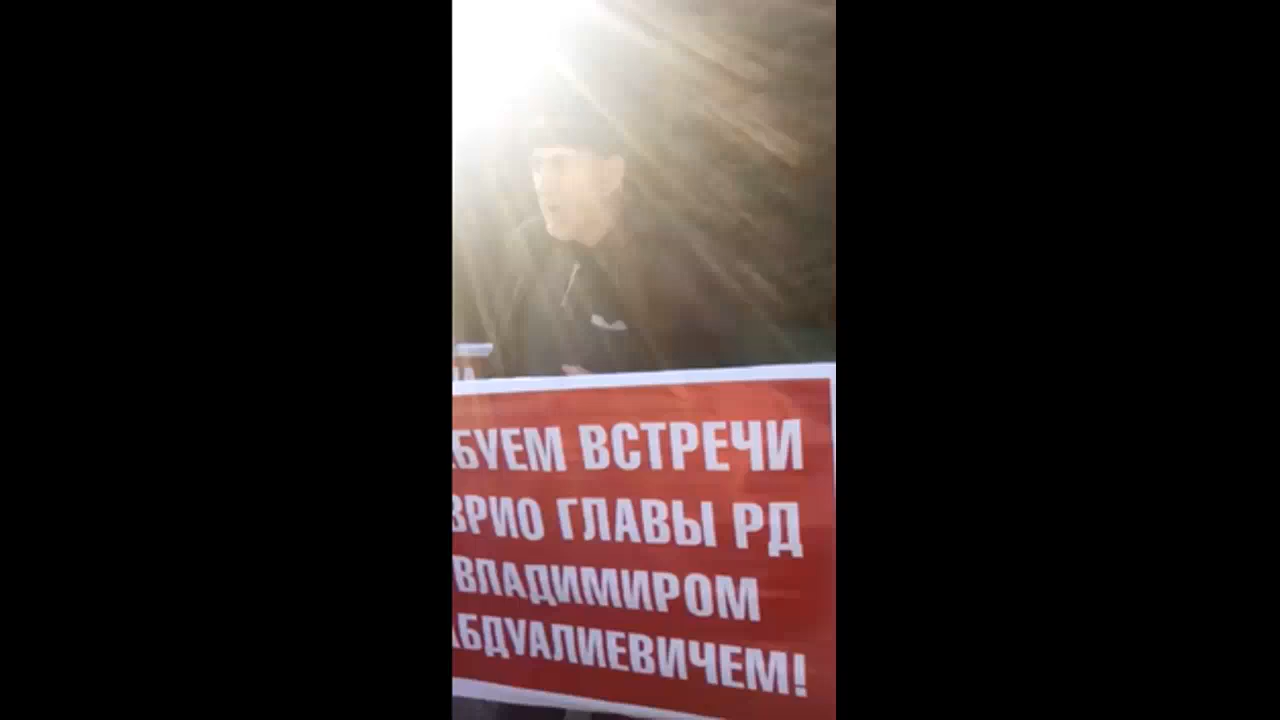 БУЕМ ВСТРЕЧИ
ВРИО ГЛАВЫ РД
ВЛАДИМИРОМ
АБДУАЛИЕВИЧЕМ!